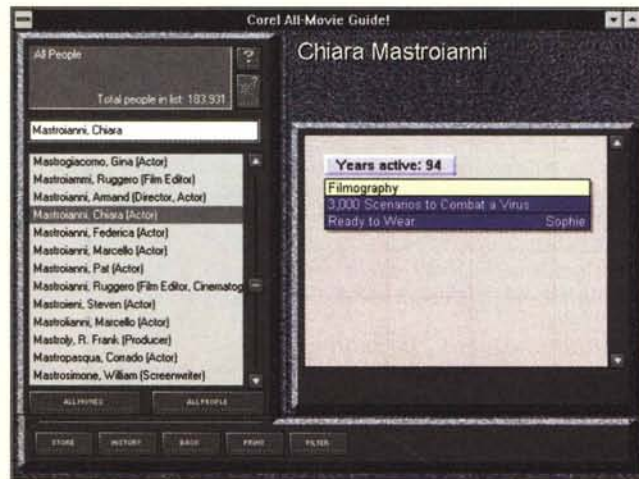 Corel All-Movie Guide!
All People
?
Total people in list: 183,931
Mastroianni, Chiara
Mastrogiacomo, Gina (Actor)
Mastroiammi, Ruggero (Film Editor)
Mastroianni, Armand (Director, Actor)
Mastroianni, Chiara (Actor)
Mastroianni, Federica (Actor)
Mastroianni, Marcello (Actor)
Mastroianni, Pat (Actor)
Mastroianni, Ruggero (Film Editor, Cinematog
Mastroieni, Steven (Actor)
Mastrolianni, Marcello (Actor)
Mastroly, R. Frank (Producer)
Mastropasqua, Corrado (Actor)
Mastrosimone, William (Screenwriter)
ALL MOVIES
ALL PEOPLE
STORE
HISTORY
BACK
PRINT
FILTER
Chiara Mastroianni
Years active: 94
Filmography
3,000 Scenarios to Combat a Virus
Ready to Wear Sophie